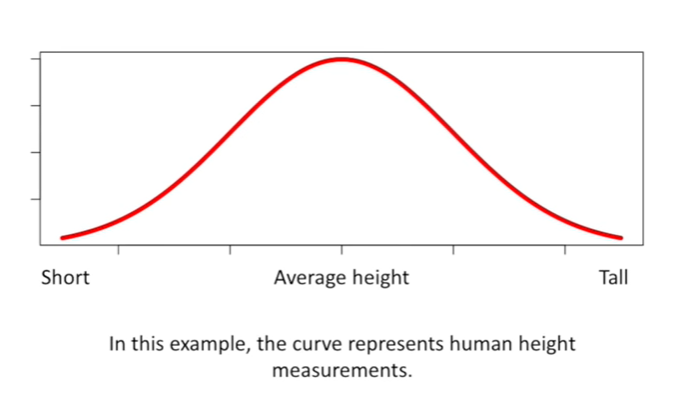 Short
Average height
Tall
In this example, the curve represents human height
measurements.